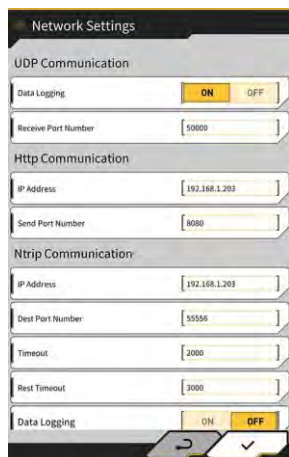 Network Settings
UDP Communication
Data Logging ON OFF
Receive Port Number 50000
Http Communication
IP Address 192.168.1.203
Send Port Number 8080
Ntrip Communication
IP Address 192.168.1.203
Dest Port Number 55556
Timeout 2000
Rest Timeout 3000
Data Logging ON OFF